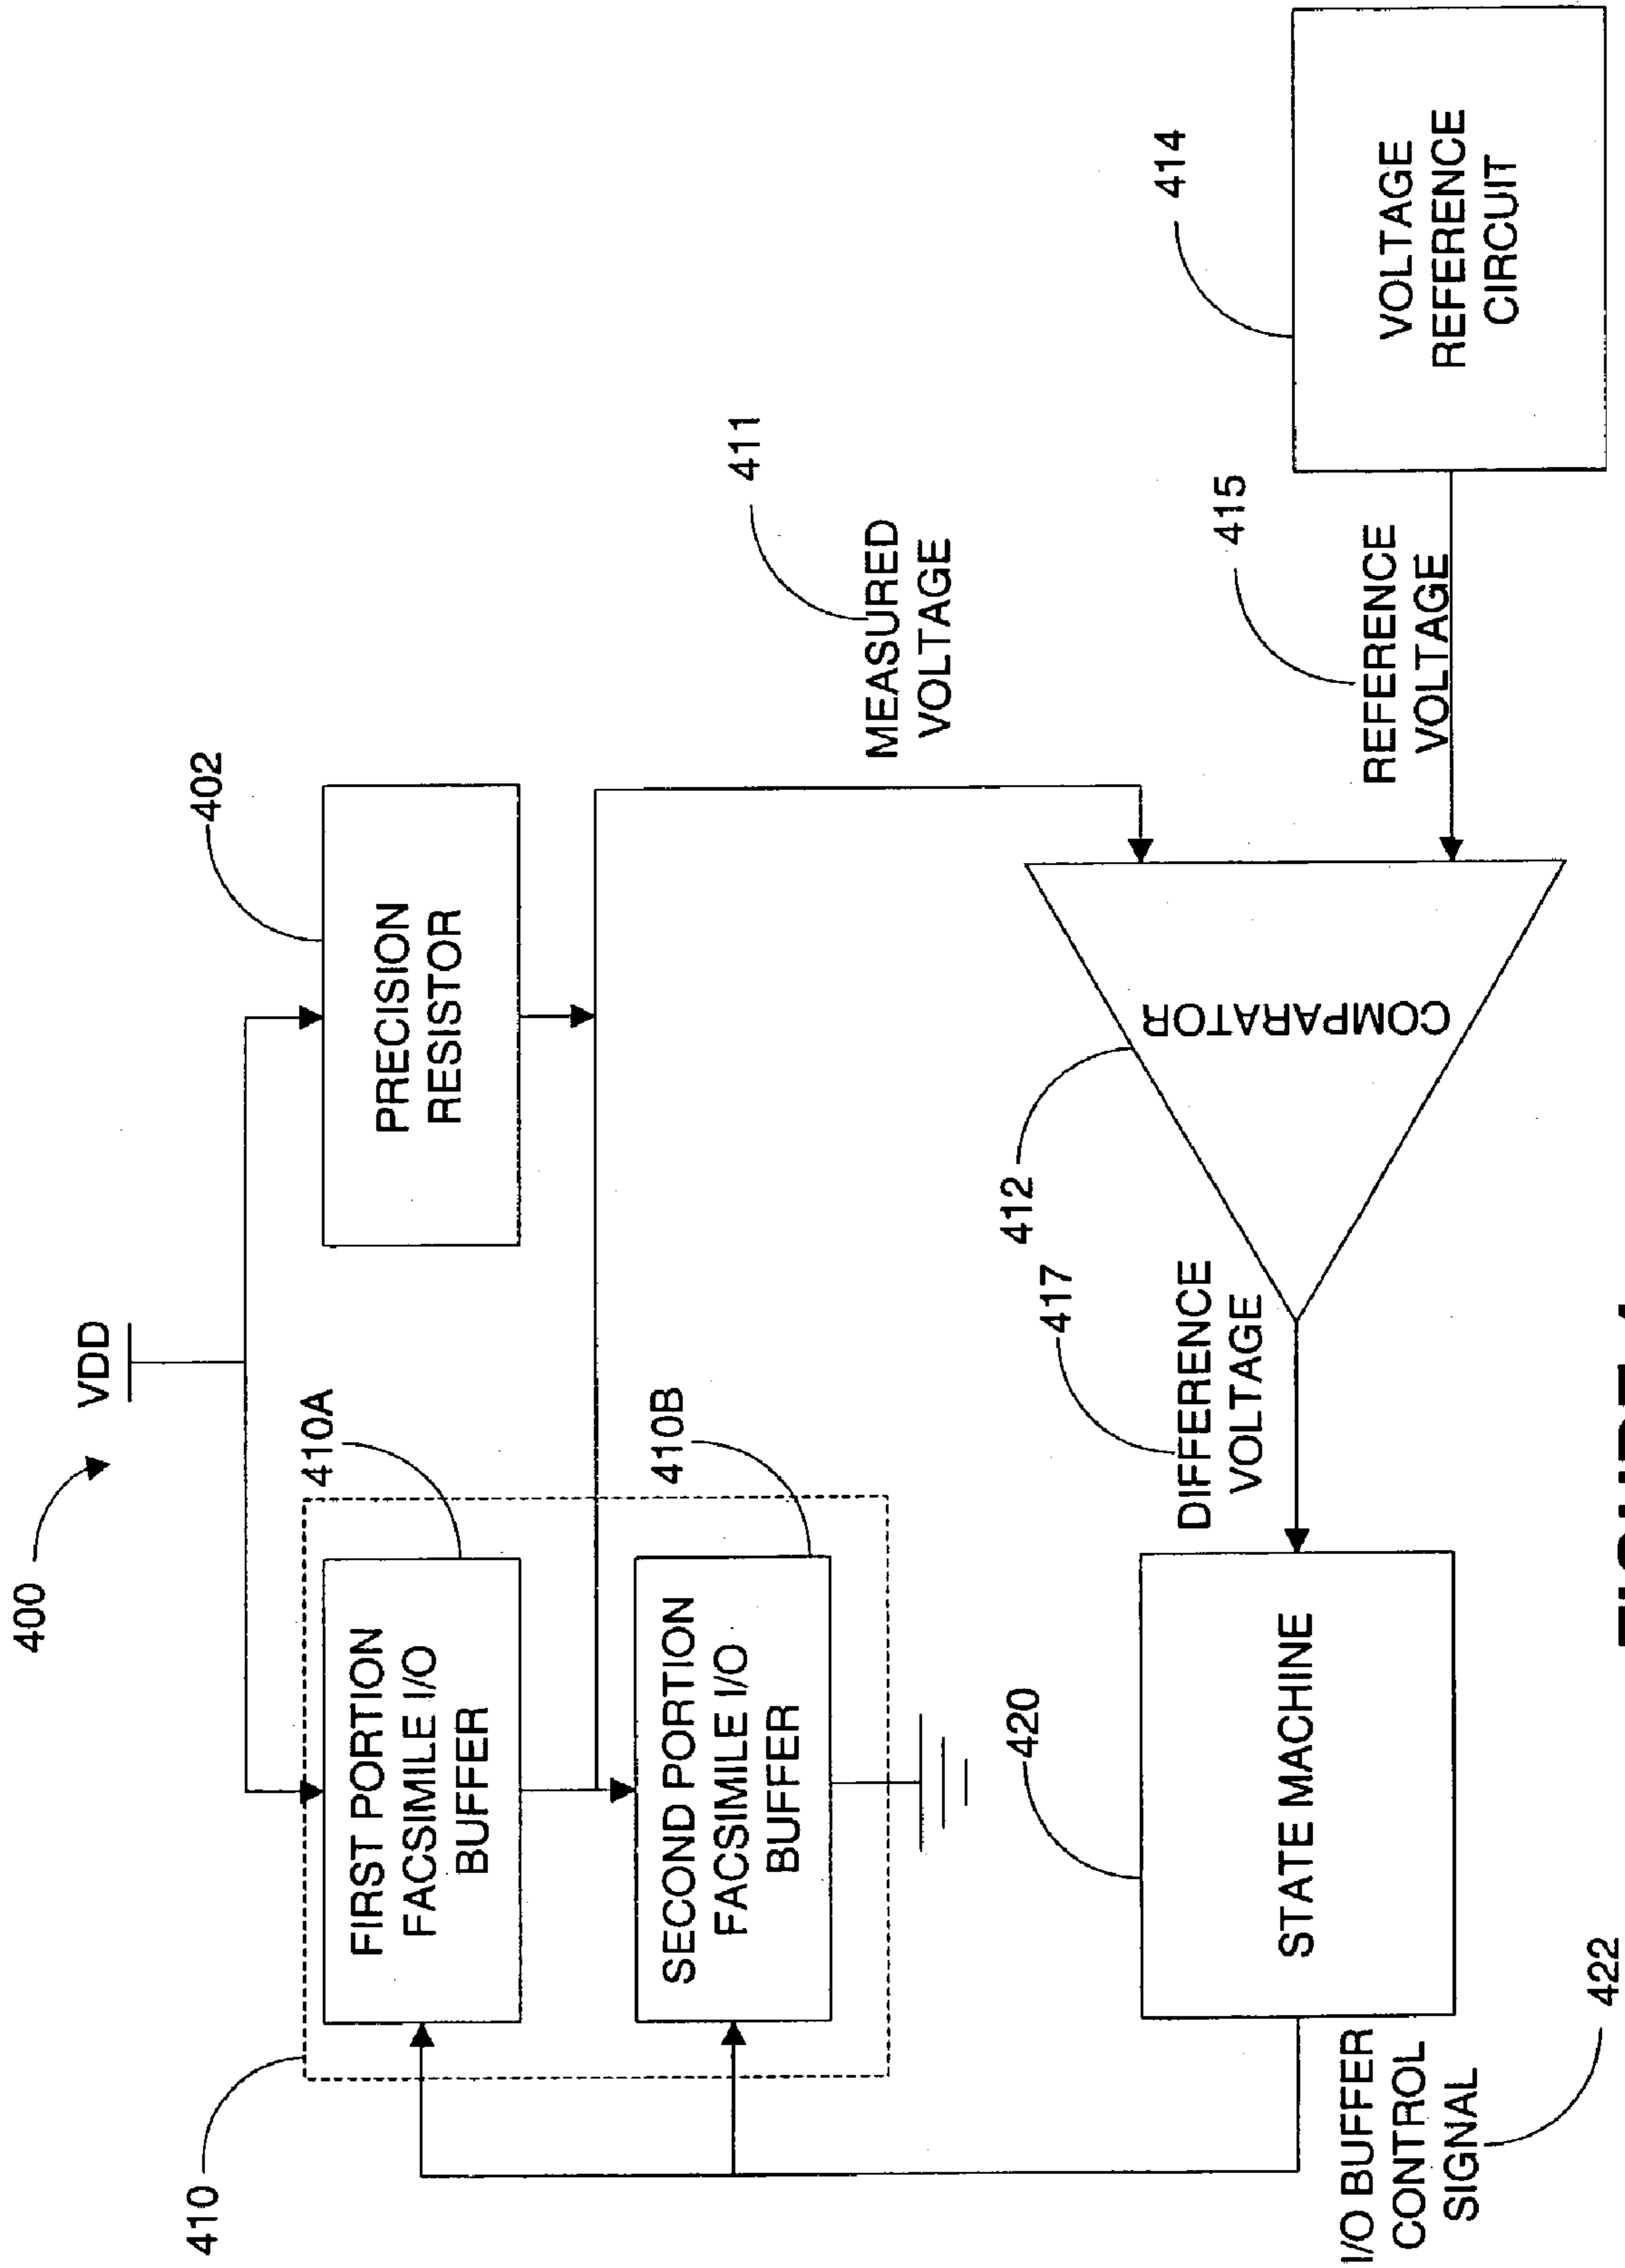 400
VDD
410
410A
402
FIRST PORTION
FACSIMILE I/O
BUFFER
PRECISION
RESISTOR
410B
SECOND PORTION
FACSIMILE I/O
BUFFER
411
MEASURED
VOLTAGE
420
417
412
414
STATE MACHINE
DIFFERENCE
VOLTAGE
COMPARATOR
415
REFERENCE
VOLTAGE
VOLTAGE
REFERENCE
CIRCUIT
I/O BUFFER
CONTROL
SIGNAL
422